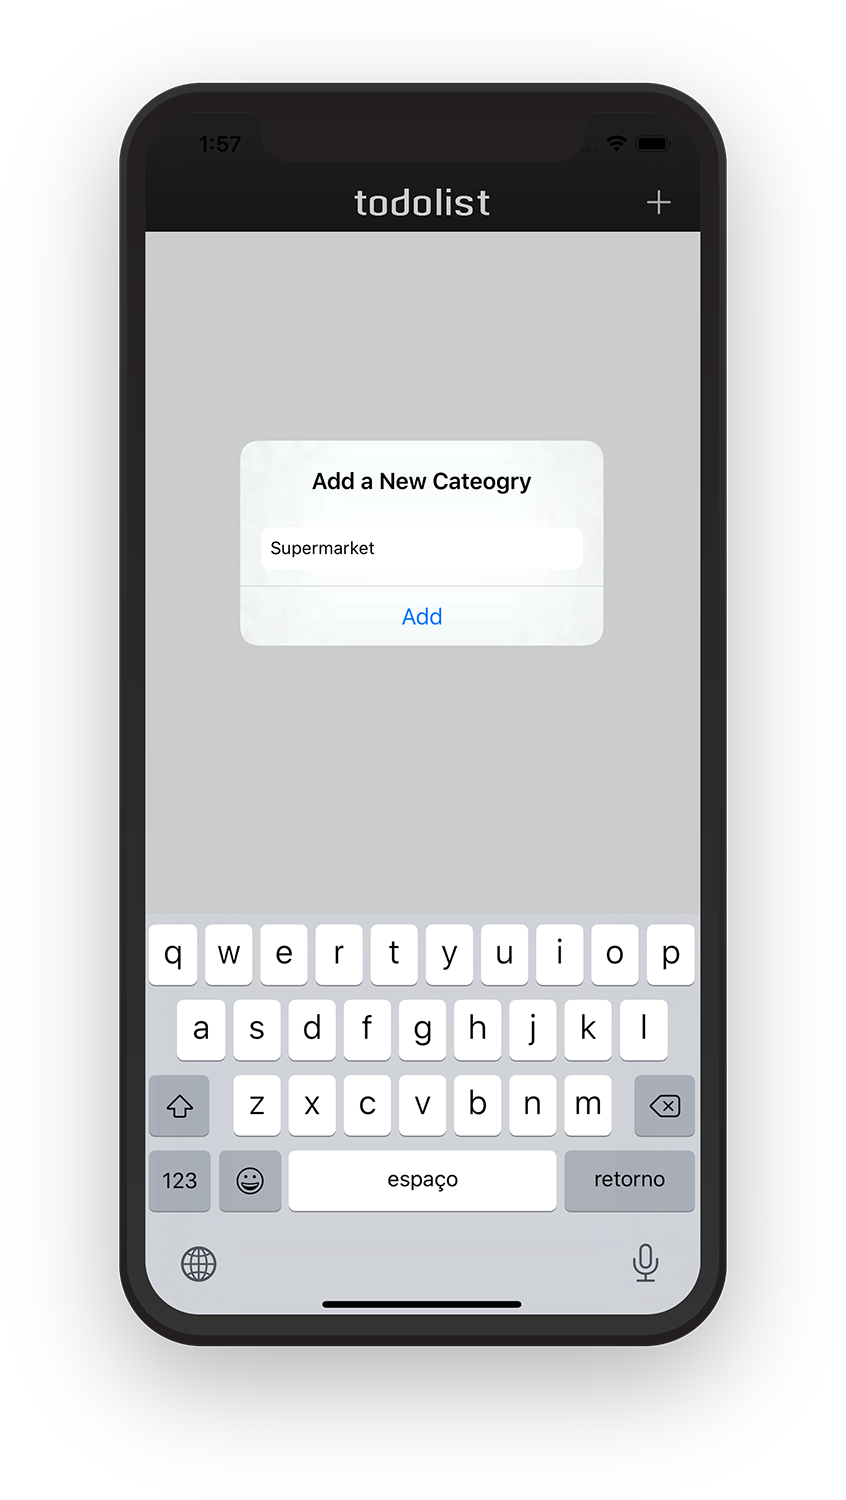 1:57
todolist
Add a New Cateogry
Supermarket
Add
q w e r t y u i o p
a s d f g h j k l
z x c v b n m
123 espaço retorno